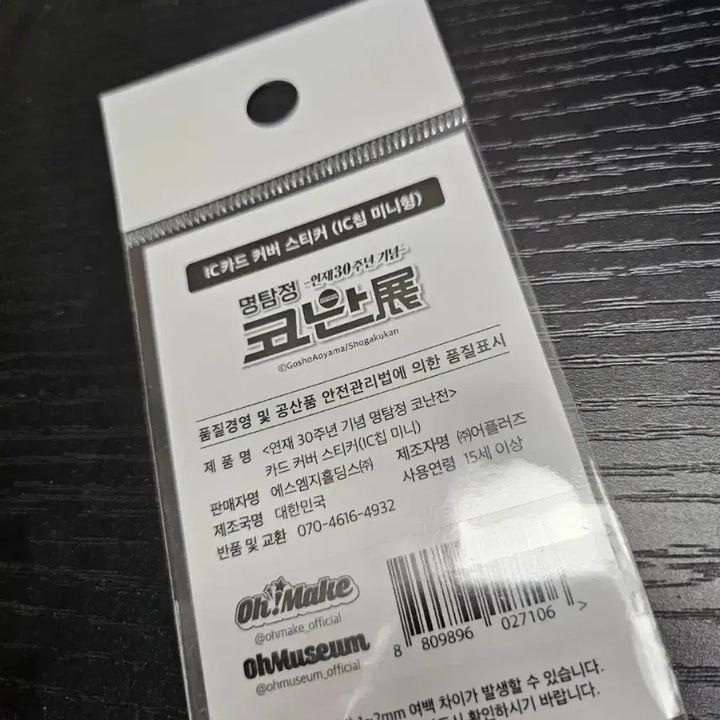 IC카드 커버 스티커 (IC칩 미니형)
-연재30주년 기념-
명탐정
코난展
©GoshoAoyama/Shogakukan
품질경영 및 공산품 안전관리법에 의한 품질표시
제 품 명 <연재 30주년 기념 명탐정 코난전>
카드 커버 스티커(IC칩 미니)
판매자명 에스엠지홀딩스㈜ 제조자명 ㈜어플러즈
제조국명 대한민국 사용연령 15세 이상
반품 및 교환 070-4616-4932
Oh!Make
@ohmake_official
OhMuseum
@ohmuseum_official
8 809896 027106 >
1~2mm 여백 차이가 발생할 수 있습니다.
확인하시기 바랍니다.